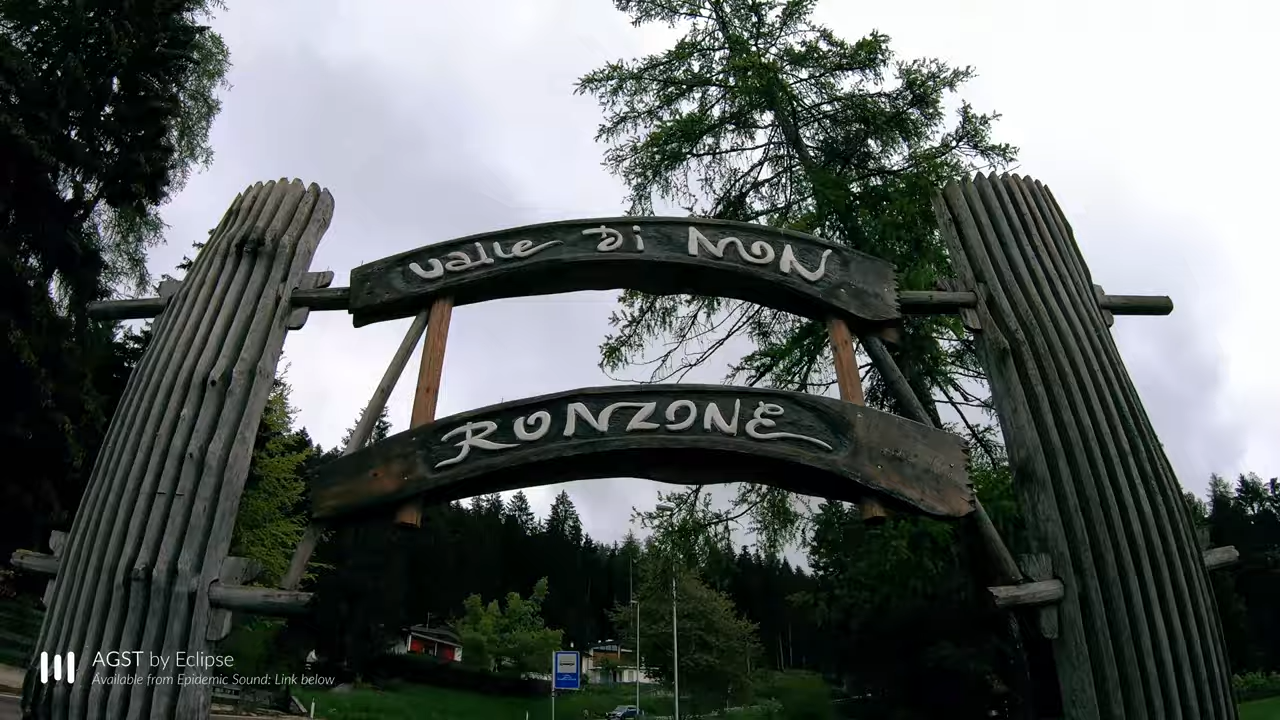 valle Di NON
RONZONE
AGST by Eclipse
Available from Epidemic Sound: Link below